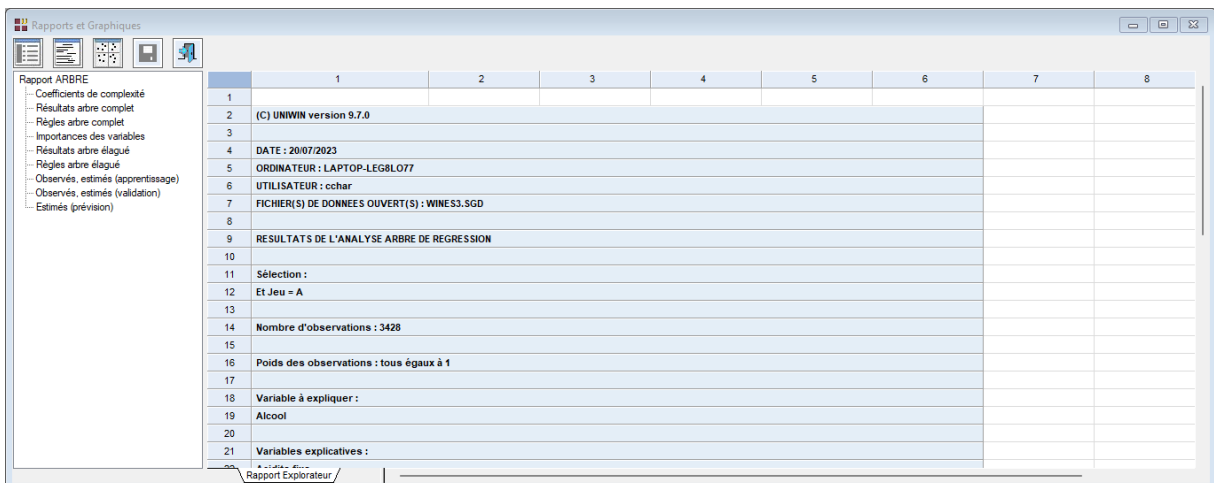 Rapports et Graphiques
Rapport ARBRE
Coefficients de complexité
Résultats arbre complet
Règles arbre complet
Importances des variables
Résultats arbre élagué
Règles arbre élagué
Observés, estimés (apprentissage)
Observés, estimés (validation)
Estimés (prévision)
1 2 3 4 5 6 7 8
1
2 (C) UNIWIN version 9.7.0
3
4 DATE : 20/07/2023
5 ORDINATEUR : LAPTOP-LEG8LO77
6 UTILISATEUR : cchar
7 FICHIER(S) DE DONNEES OUVERT(S) : WINES3.SGD
8
9 RESULTATS DE L'ANALYSE ARBRE DE REGRESSION
10
11 Sélection :
12 Et Jeu = A
13
14 Nombre d'observations : 3428
15
16 Poids des observations : tous égaux à 1
17
18 Variable à expliquer :
19 Alcool
20
21 Variables explicatives :
Rapport Explorateur